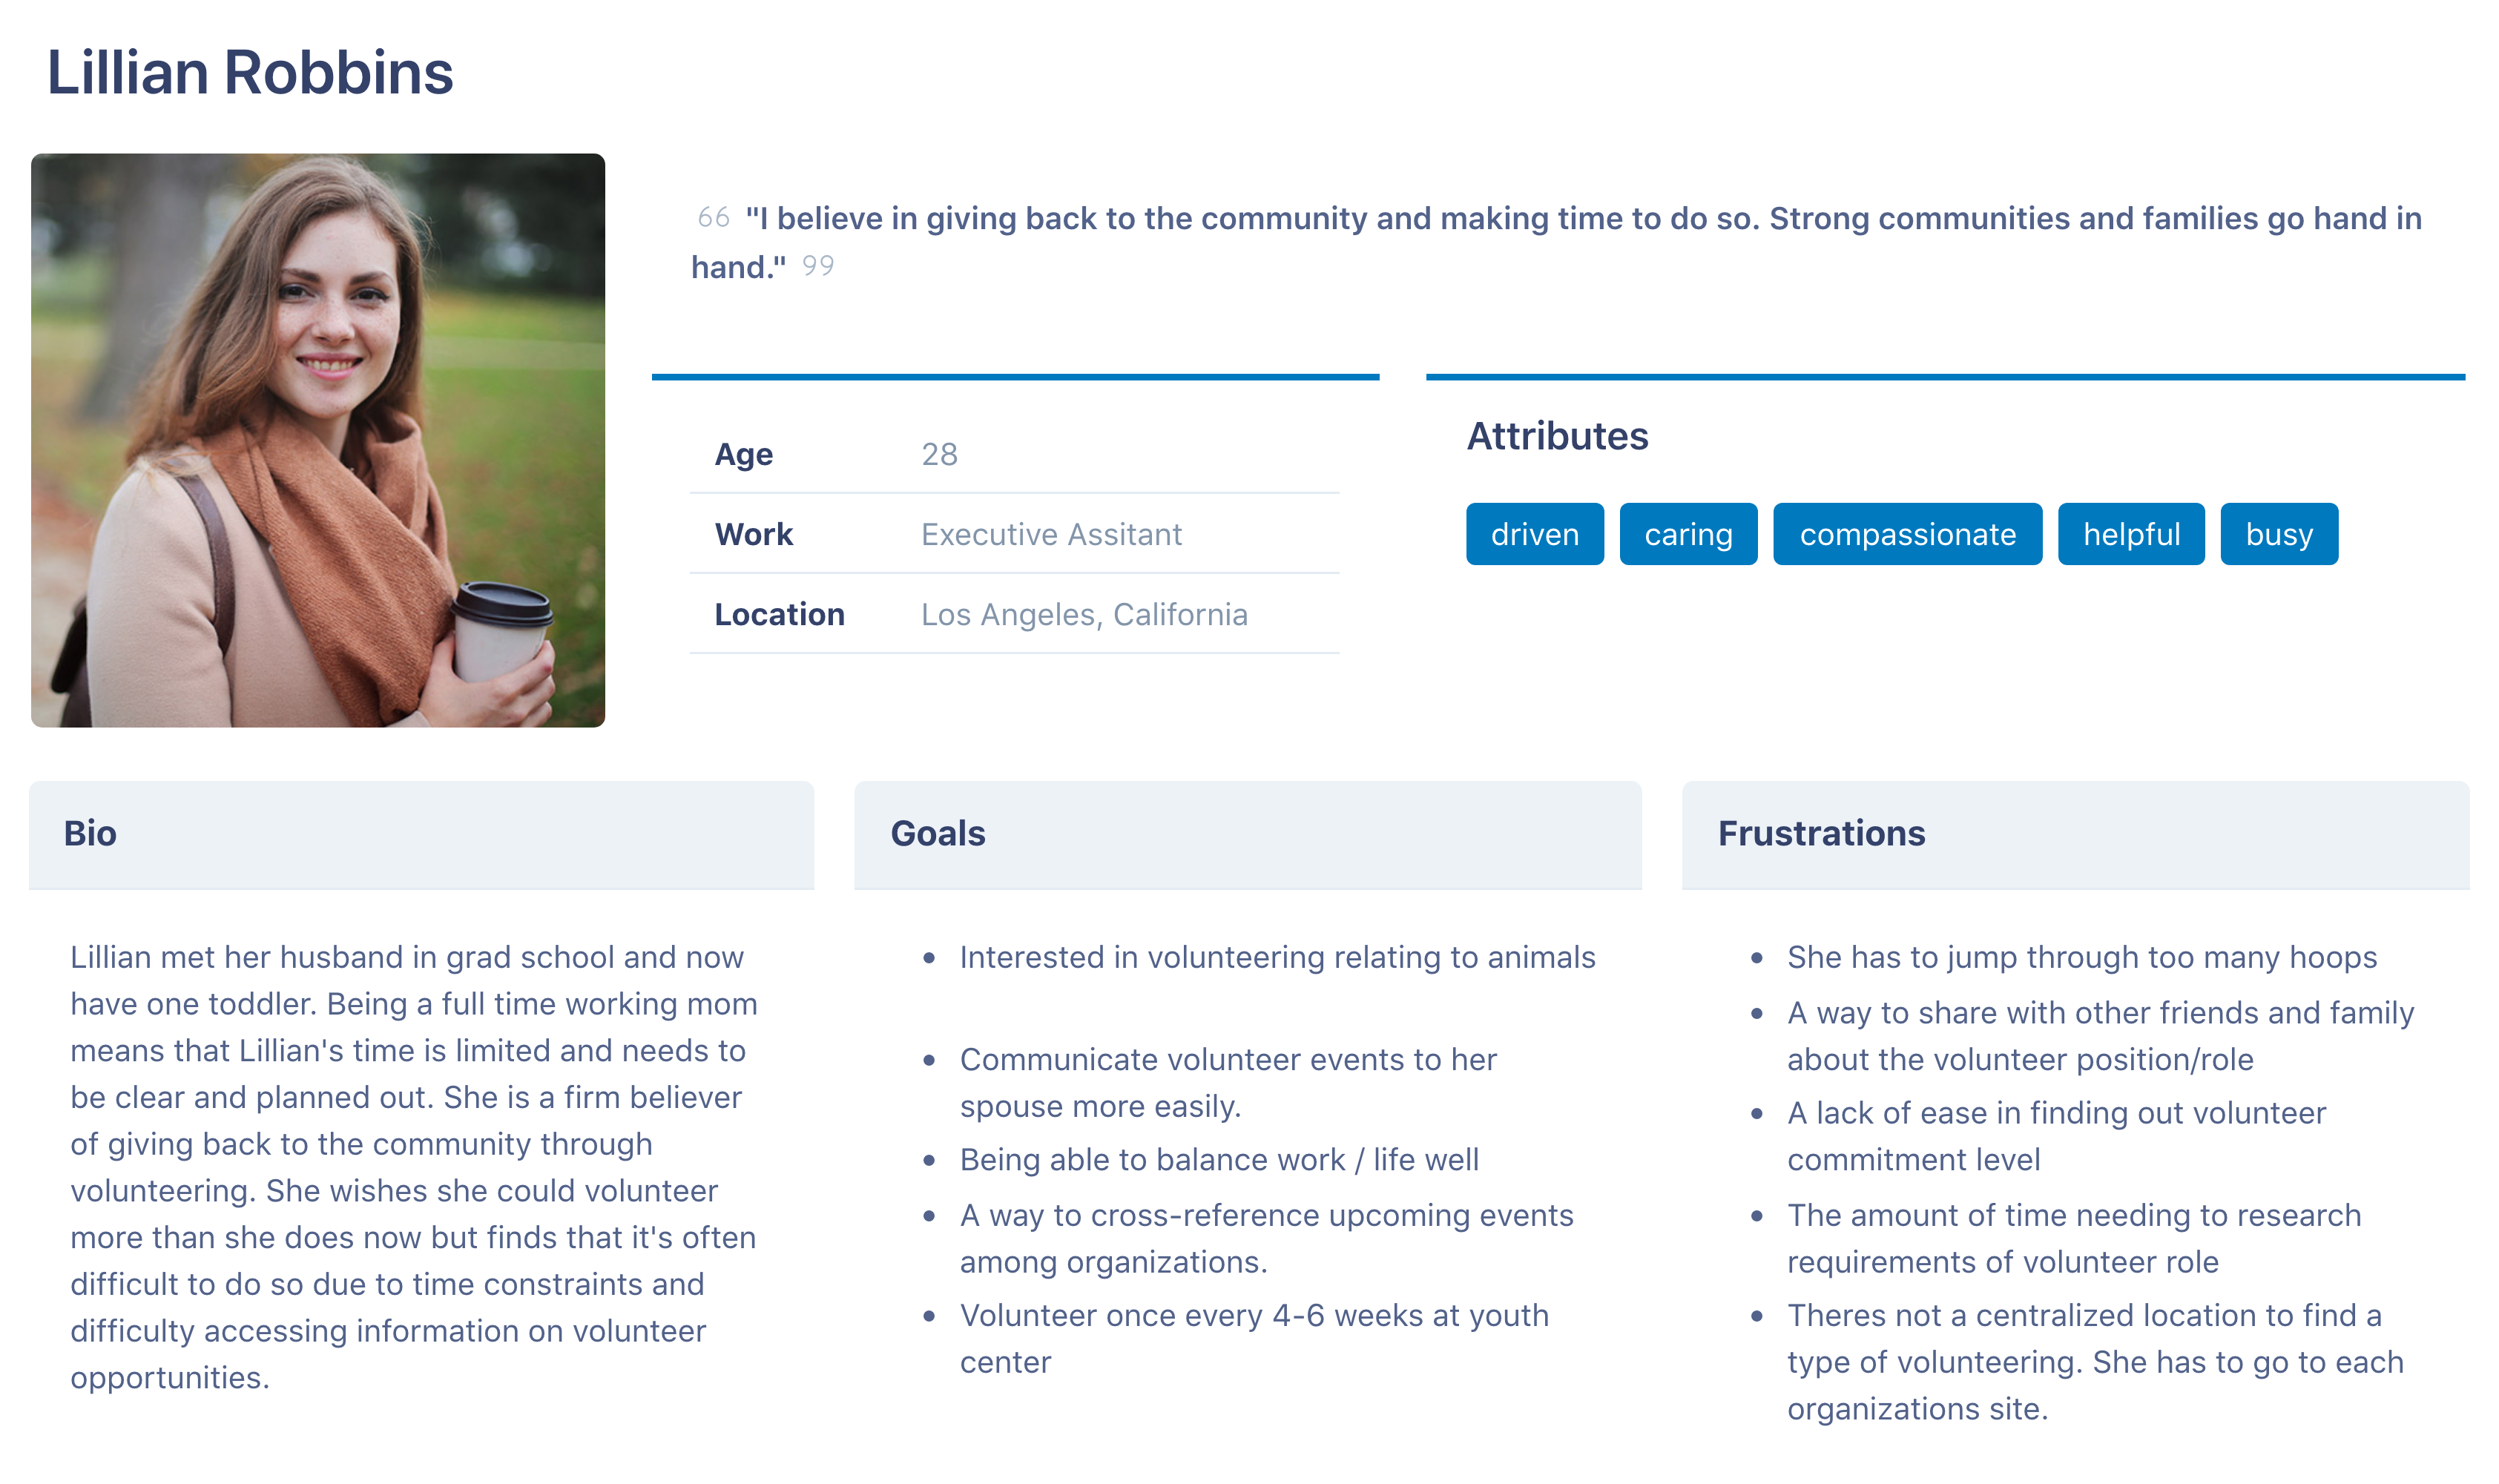 Lillian Robbins
66 "I believe in giving back to the community and making time to do so. Strong communities and families go hand in
hand." 99
Age 28
Work Executive Assitant
Location Los Angeles, California
Attributes
driven caring compassionate helpful busy
Bio
Lillian met her husband in grad school and now
have one toddler. Being a full time working mom
means that Lillian's time is limited and needs to
be clear and planned out. She is a firm believer
of giving back to the community through
volunteering. She wishes she could volunteer
more than she does now but finds that it's often
difficult to do so due to time constraints and
difficulty accessing information on volunteer
opportunities.
Goals
• Interested in volunteering relating to animals
• Communicate volunteer events to her
spouse more easily.
• Being able to balance work / life well
• A way to cross-reference upcoming events
among organizations.
• Volunteer once every 4-6 weeks at youth
center
Frustrations
• She has to jump through too many hoops
• A way to share with other friends and family
about the volunteer position/role
• A lack of ease in finding out volunteer
commitment level
• The amount of time needing to research
requirements of volunteer role
• Theres not a centralized location to find a
type of volunteering. She has to go to each
organizations site.